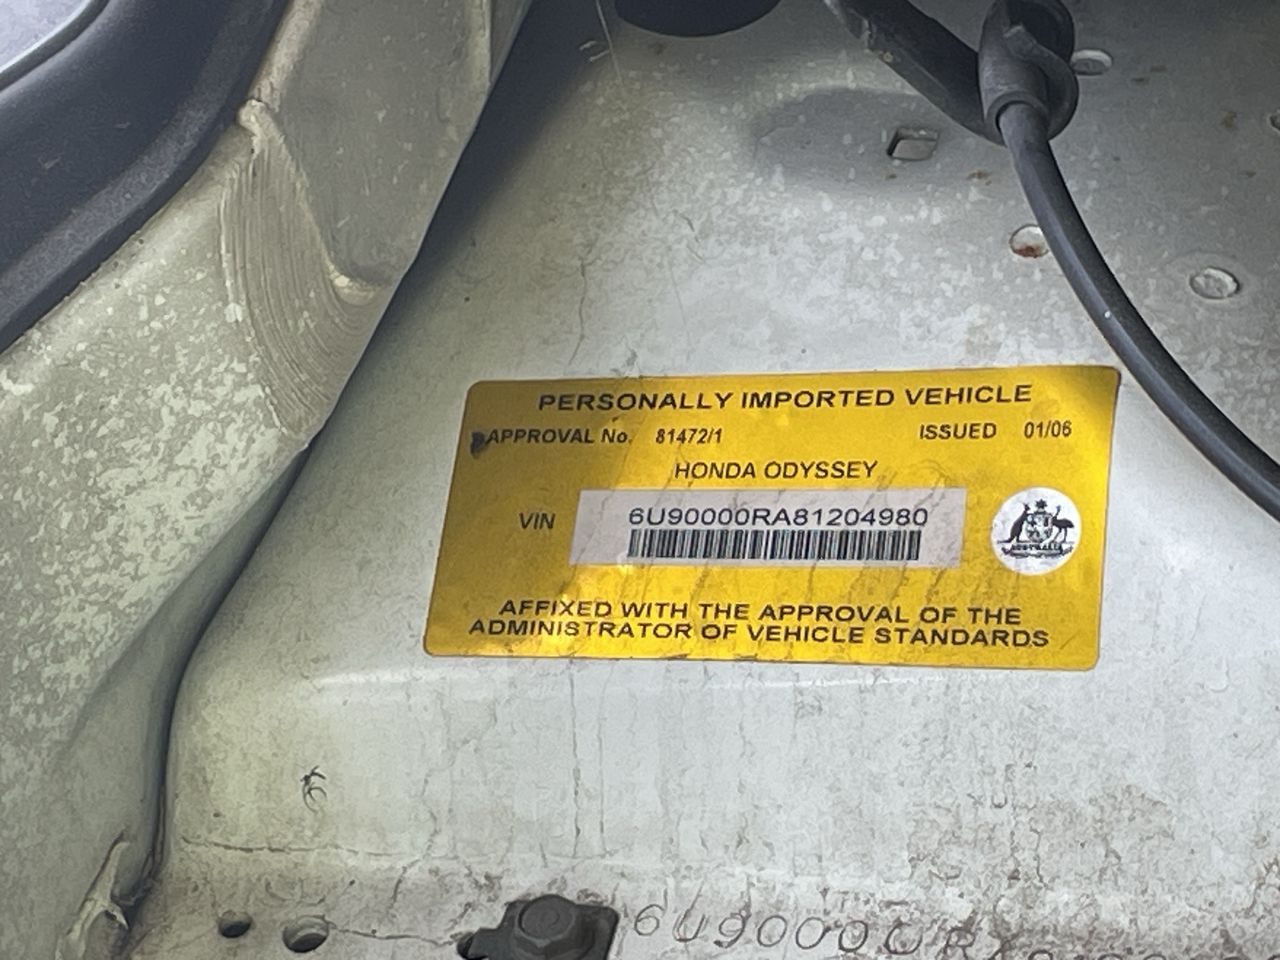 PERSONALLY IMPORTED VEHICLE
APPROVAL No. 81472/1 ISSUED 01/06
HONDA ODYSSEY
VIN 6U90000RA81204980
AUSTRALIA
AFFIXED WITH THE APPROVAL OF THE
ADMINISTRATOR OF VEHICLE STANDARDS